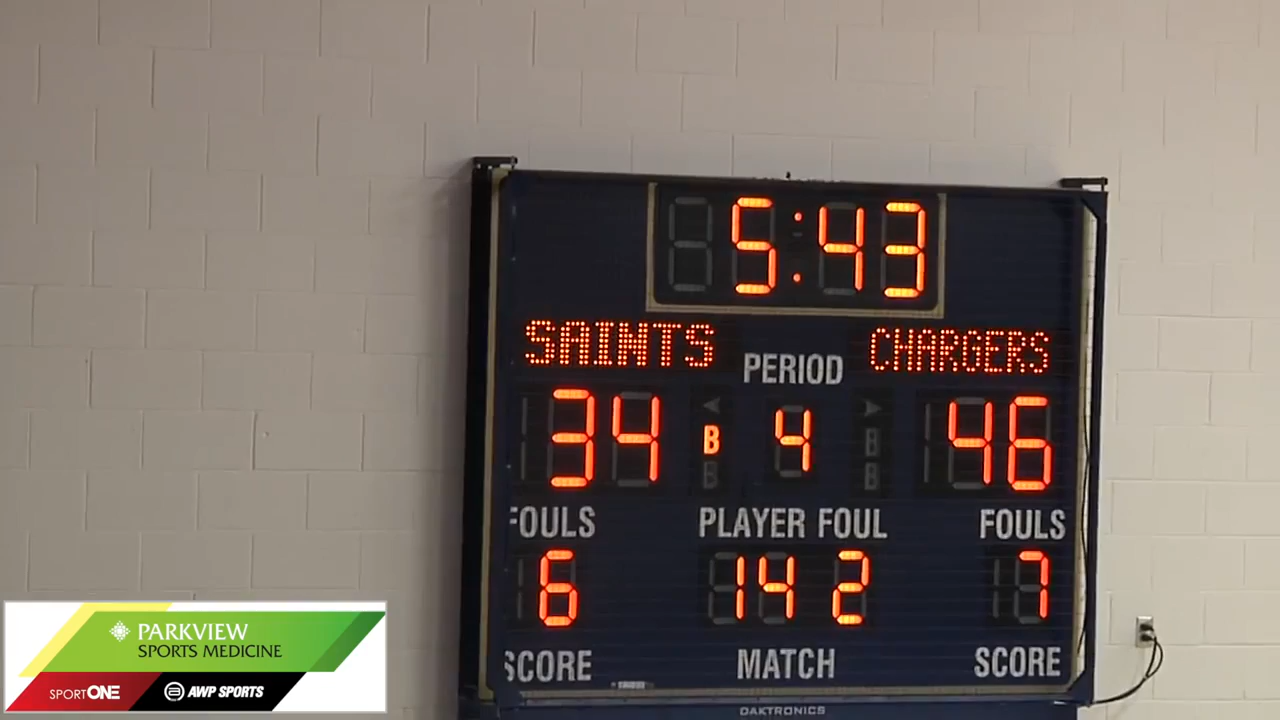 5:43
SAINTS CHARGERS
PERIOD
34 B 4 46
FOULS PLAYER FOUL FOULS
6 14 2 7
SCORE MATCH SCORE
DAKTRONICS
PARKVIEW
SPORTS MEDICINE
SPORTONE AWP SPORTS